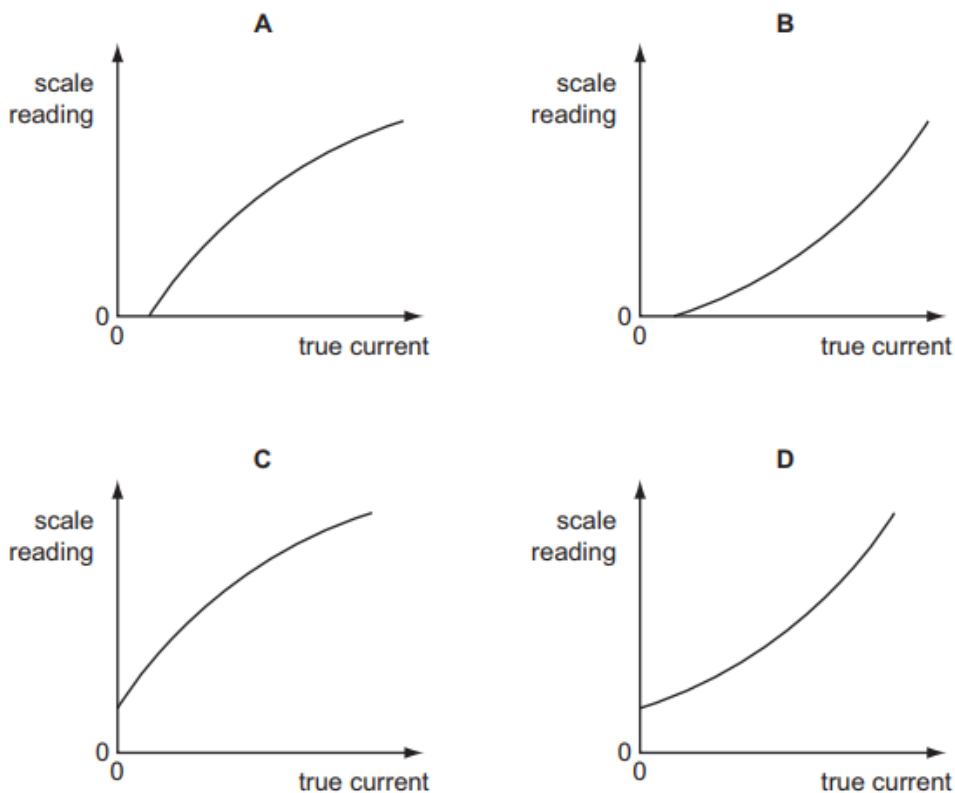 A
scale
reading
0
0
true current
B
scale
reading
0
0
true current
C
scale
reading
0
0
true current
D
scale
reading
0
0
true current